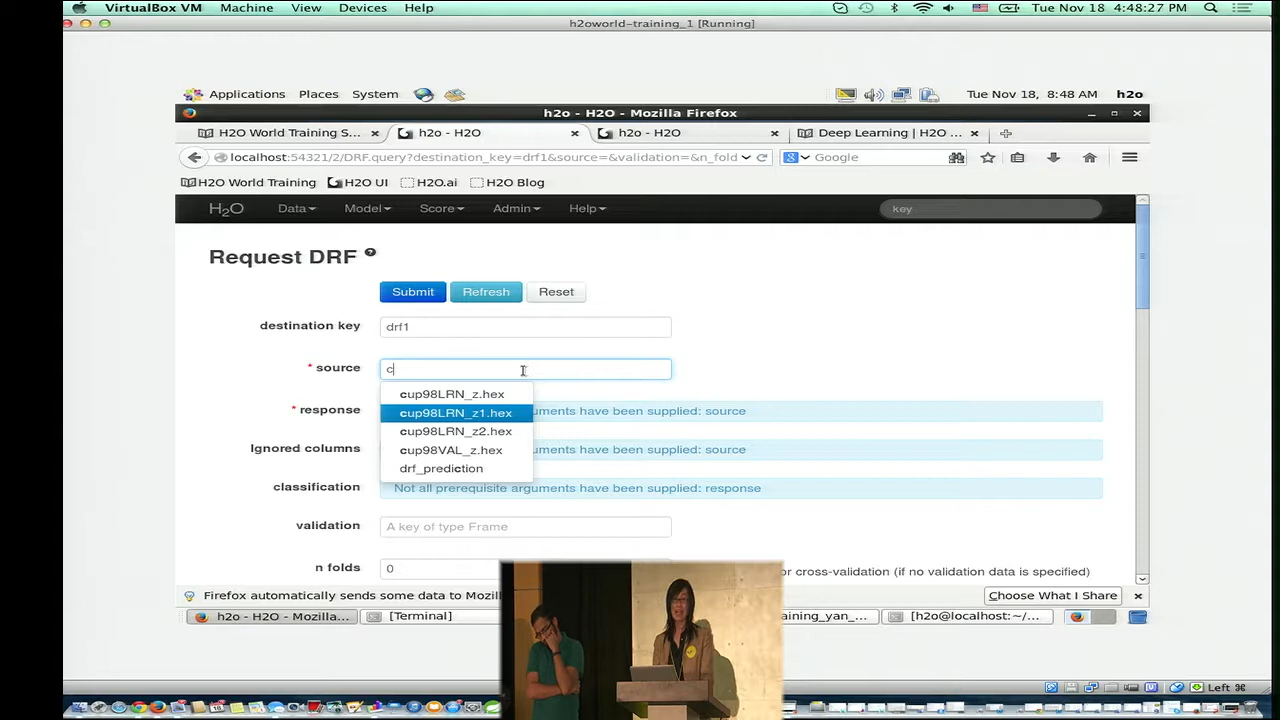 VirtualBox VM Machine View Devices Help Tue Nov 18 4:48:27 PM
h2oworld-training_1 [Running]
Applications Places System Tue Nov 18, 8:48 AM h2o
h2o - H2O - Mozilla Firefox
H2O World Training S... h2o - H2O h2o - H2O Deep Learning | H2O ...
localhost:54321/2/DRF.query?destination_key=drf1&source=&validation=&n_fold Google
H2O World Training H2O UI H2O.ai H2O Blog
H2O Data Model Score Admin Help key
Request DRF
Submit Refresh Reset
destination key drf1
* source c
cup98LRN_z.hex
* response cup98LRN_z1.hex uments have been supplied: source
cup98LRN_z2.hex
Ignored columns cup98VAL_z.hex uments have been supplied: source
drf_prediction
classification Not all prerequisite arguments have been supplied: response
validation A key of type Frame
n folds 0 or cross-validation (if no validation data is specified)
Firefox automatically sends some data to Choose What I Share
h2o - H2O - Mozilla... [Terminal] aining_yan_... [h2o@localhost:~/...
Left ⌘